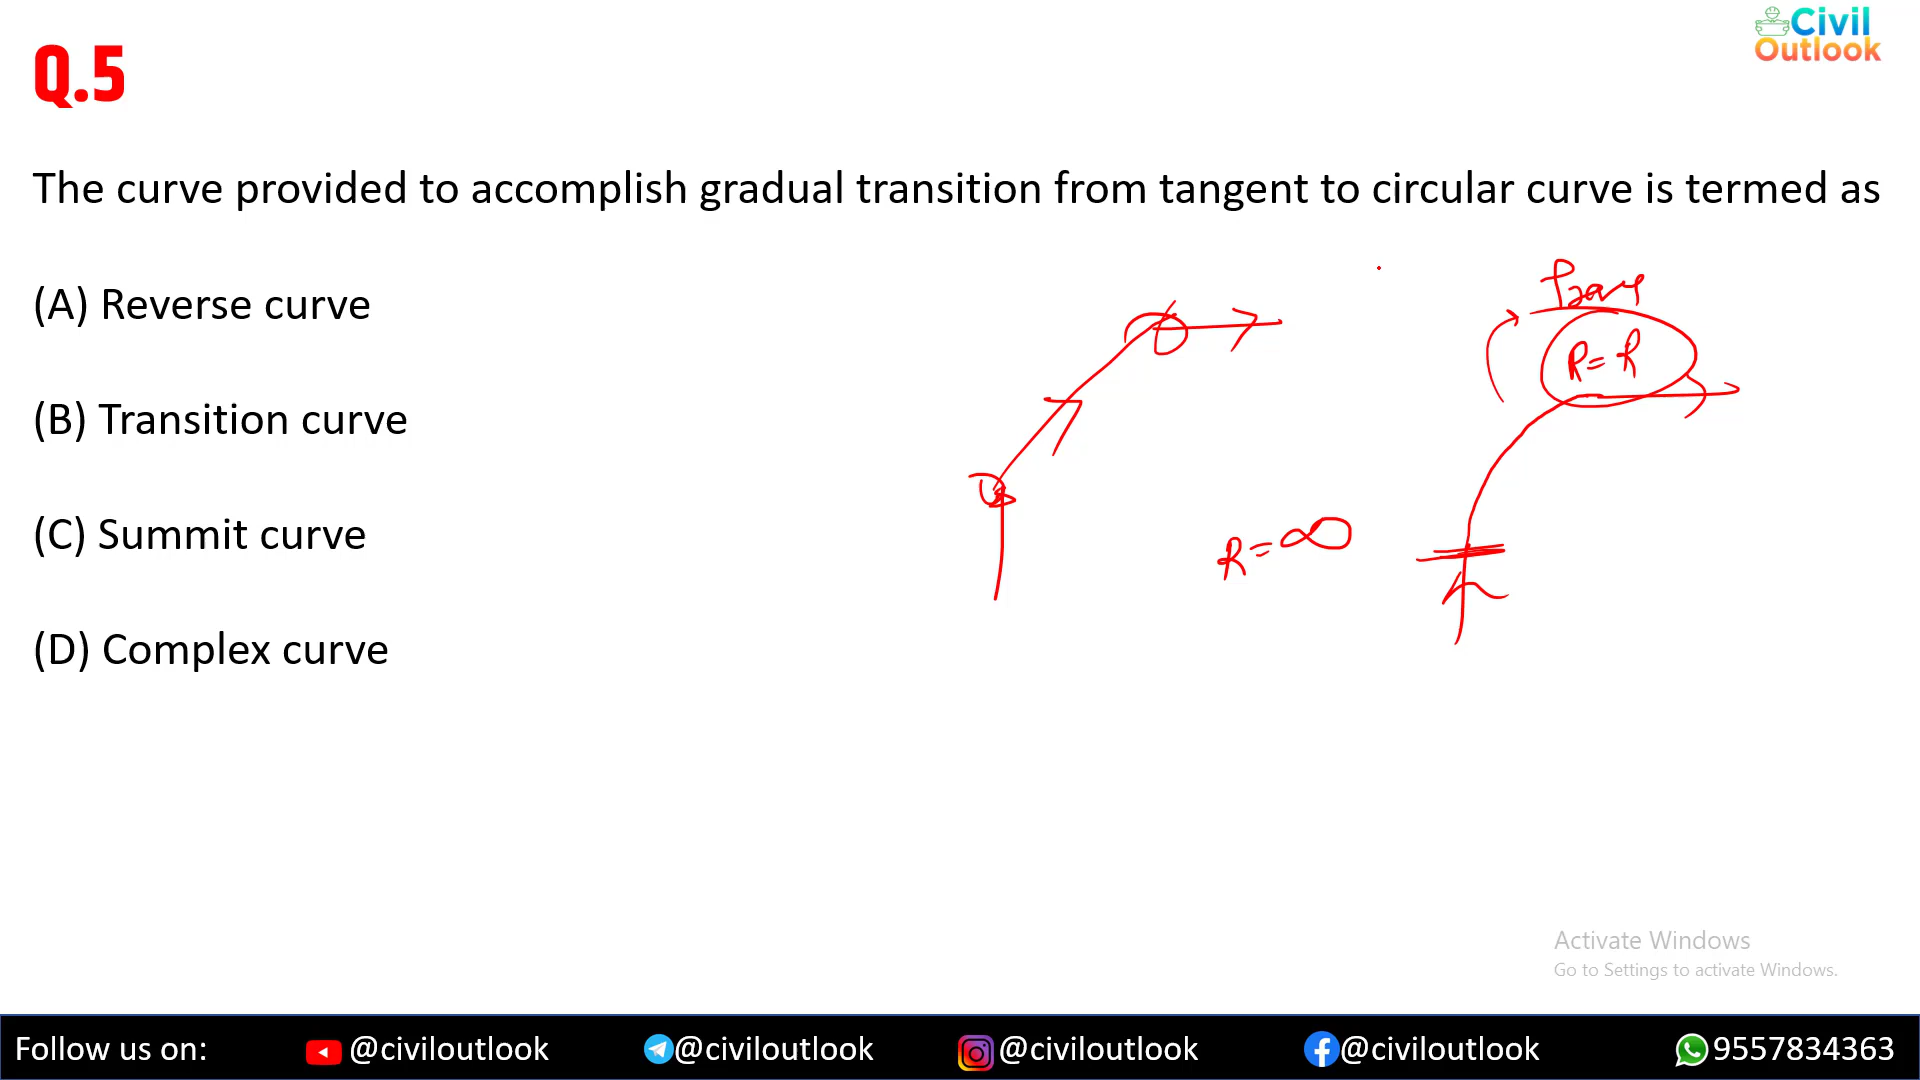 Civil
Outlook
Q.5
The curve provided to accomplish gradual transition from tangent to circular curve is termed as
(A) Reverse curve
(B) Transition curve
(C) Summit curve
(D) Complex curve
R=R
R=∞
Activate Windows
Go to Settings to activate Windows.
Follow us on: @civiloutlook @civiloutlook @civiloutlook @civiloutlook 9557834363